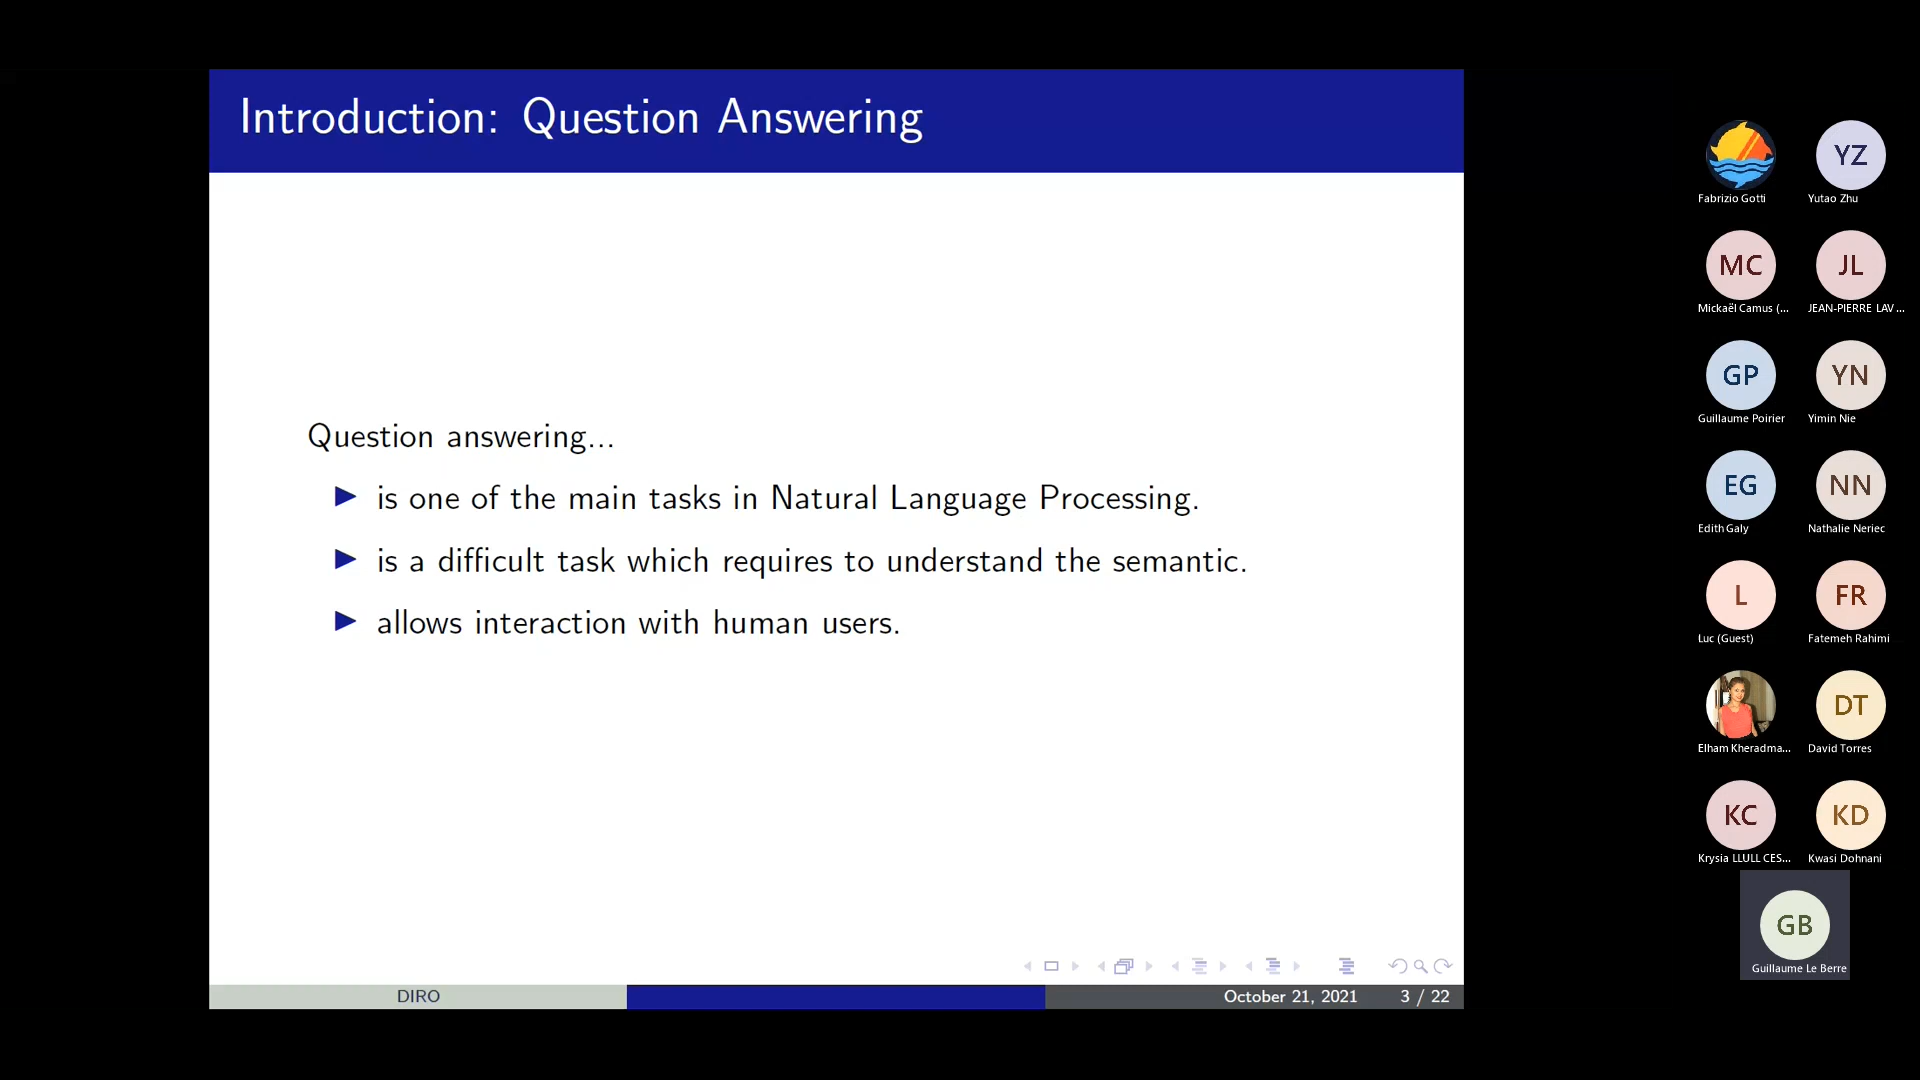 Introduction: Question Answering
Question answering...
is one of the main tasks in Natural Language Processing.
is a difficult task which requires to understand the semantic.
allows interaction with human users.
DIRO
October 21, 2021
3 / 22
Fabrizio Gotti
YZ
Yutao Zhu
MC
Mickaël Camus (...
JL
JEAN-PIERRE LAV...
GP
Guillaume Poirier
YN
Yimin Nie
EG
Edith Galy
NN
Nathalie Neriec
L
Luc (Guest)
FR
Fatemeh Rahimi
Elham Kheradma...
DT
David Torres
KC
Krysia LLULL CES...
KD
Kwasi Dohnani
GB
Guillaume Le Berre